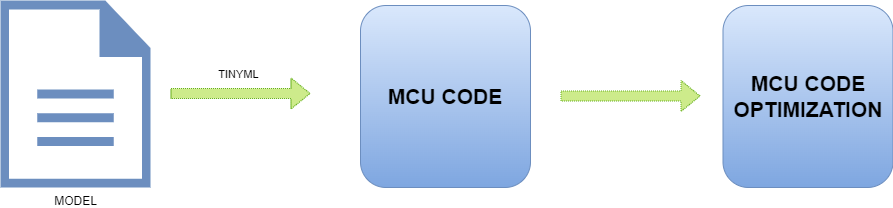 TINYML
MCU CODE
MCU CODE
OPTIMIZATION
MODEL